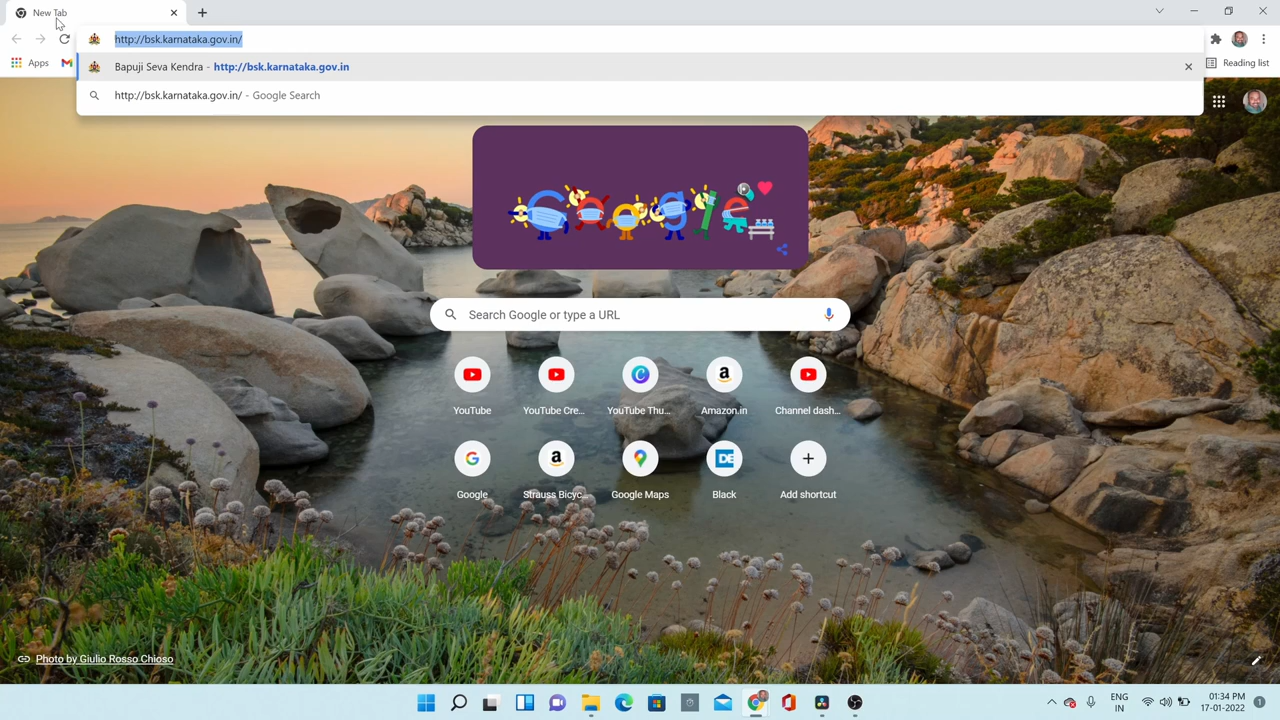 New Tab
http://bsk.karnataka.gov.in/
Bapuji Seva Kendra - http://bsk.karnataka.gov.in
http://bsk.karnataka.gov.in/ - Google Search
Apps
Reading list
Google
Search Google or type a URL
YouTube
YouTube Cre...
YouTube Thu...
Amazon.in
Channel dash...
Google
Strauss Bicyc...
Google Maps
Black
Add shortcut
Photo by Giulio Rosso Chioso
ENG
IN
01:34 PM
17-01-2022
1